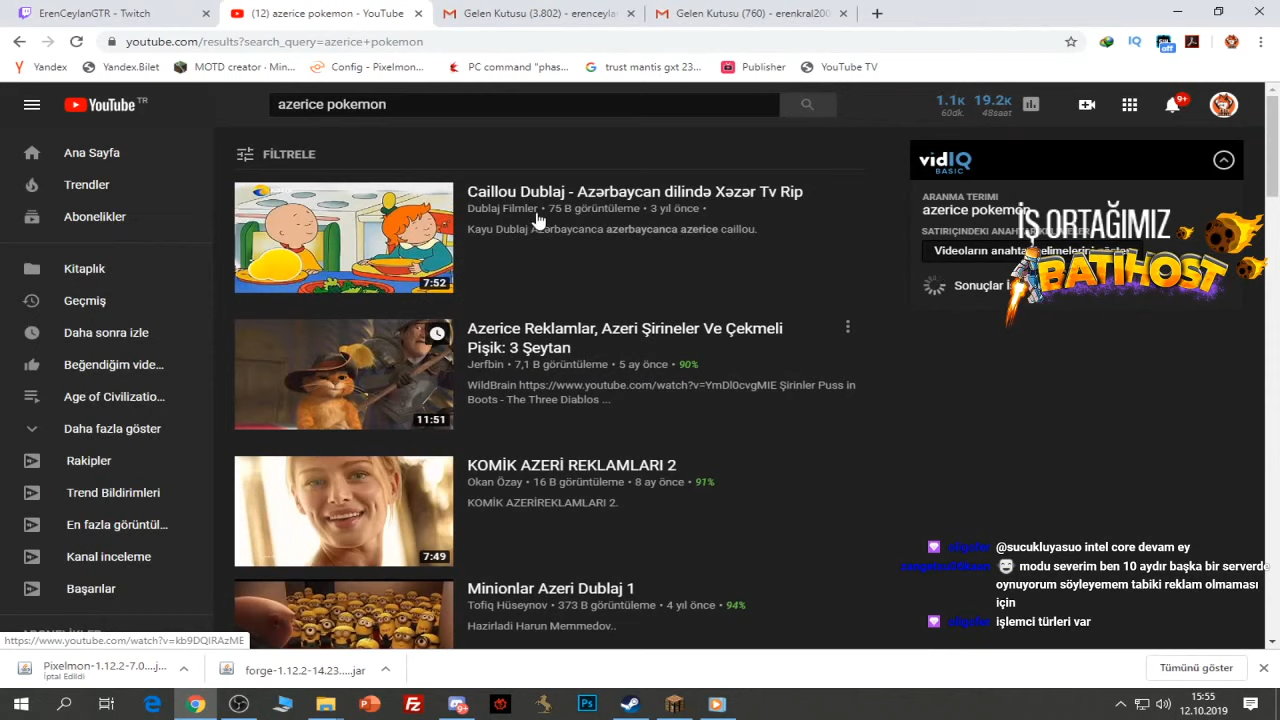 ErenCeylanGTR - Twitch
(12) azerice pokemon - YouTube
Gelen Kutusu (3.802) - erenceyla
Gelen Kutusu (760) - erenkral200
youtube.com/results?search_query=azerice+pokemon
Yandex
Yandex.Bilet
MOTD creator · Min...
Config - Pixelmon...
PC command "phas...
trust mantis gxt 23...
Publisher
YouTube TV
YouTube TR
azerice pokemon
1.1K
60dk.
19.2K
48saat
9+
Ana Sayfa
Trendler
Abonelikler
Kitaplık
Geçmiş
Daha sonra izle
Beğendiğim vide...
Age of Civilizatio...
Daha fazla göster
Rakipler
Trend Bildirimleri
En fazla görüntül...
Kanal inceleme
Başarılar
FİLTRELE
Caillou Dublaj - Azərbaycan dilində Xəzər Tv Rip
Dublaj Filmler • 75 B görüntüleme • 3 yıl önce •
Kayu Dublaj Azərbaycanca azerbaycanca azerice caillou.
7:52
Azerice Reklamlar, Azeri Şirineler Ve Çekmeli
Pişik: 3 Şeytan
Jerfbin • 7,1 B görüntüleme • 5 ay önce • 90%
WildBrain https://www.youtube.com/watch?v=YmDl0cvgMIE Şirinler Puss in
Boots - The Three Diablos ...
11:51
KOMİK AZERİ REKLAMLARI 2
Okan Özay • 16 B görüntüleme • 8 ay önce • 91%
KOMİK AZERİREKLAMLARI 2.
7:49
Minionlar Azeri Dublaj 1
Tofiq Hüseynov • 373 B görüntüleme • 4 yıl önce • 94%
Hazirladi Harun Memmedov..
vidIQ
BASIC
ARANMA TERIMI
azerice pokemon
SATIRIÇINDEKI ANAH
Videoların anahtar kelimelerini göster
Sonuçlar
İŞ ORTAĞIMIZ
BATIHOST
@sucukluyasuo intel core devam ey
modu severim ben 10 aydır başka bir serverde
oynuyorum söyleyemem tabiki reklam olmaması
için
işlemci türleri var
https://www.youtube.com/watch?v=kb9DQIRAzME
Pixelmon-1.12.2-7.0....j...
İptal Edildi
forge-1.12.2-14.23.....jar
Tümünü göster
15:55
12.10.2019